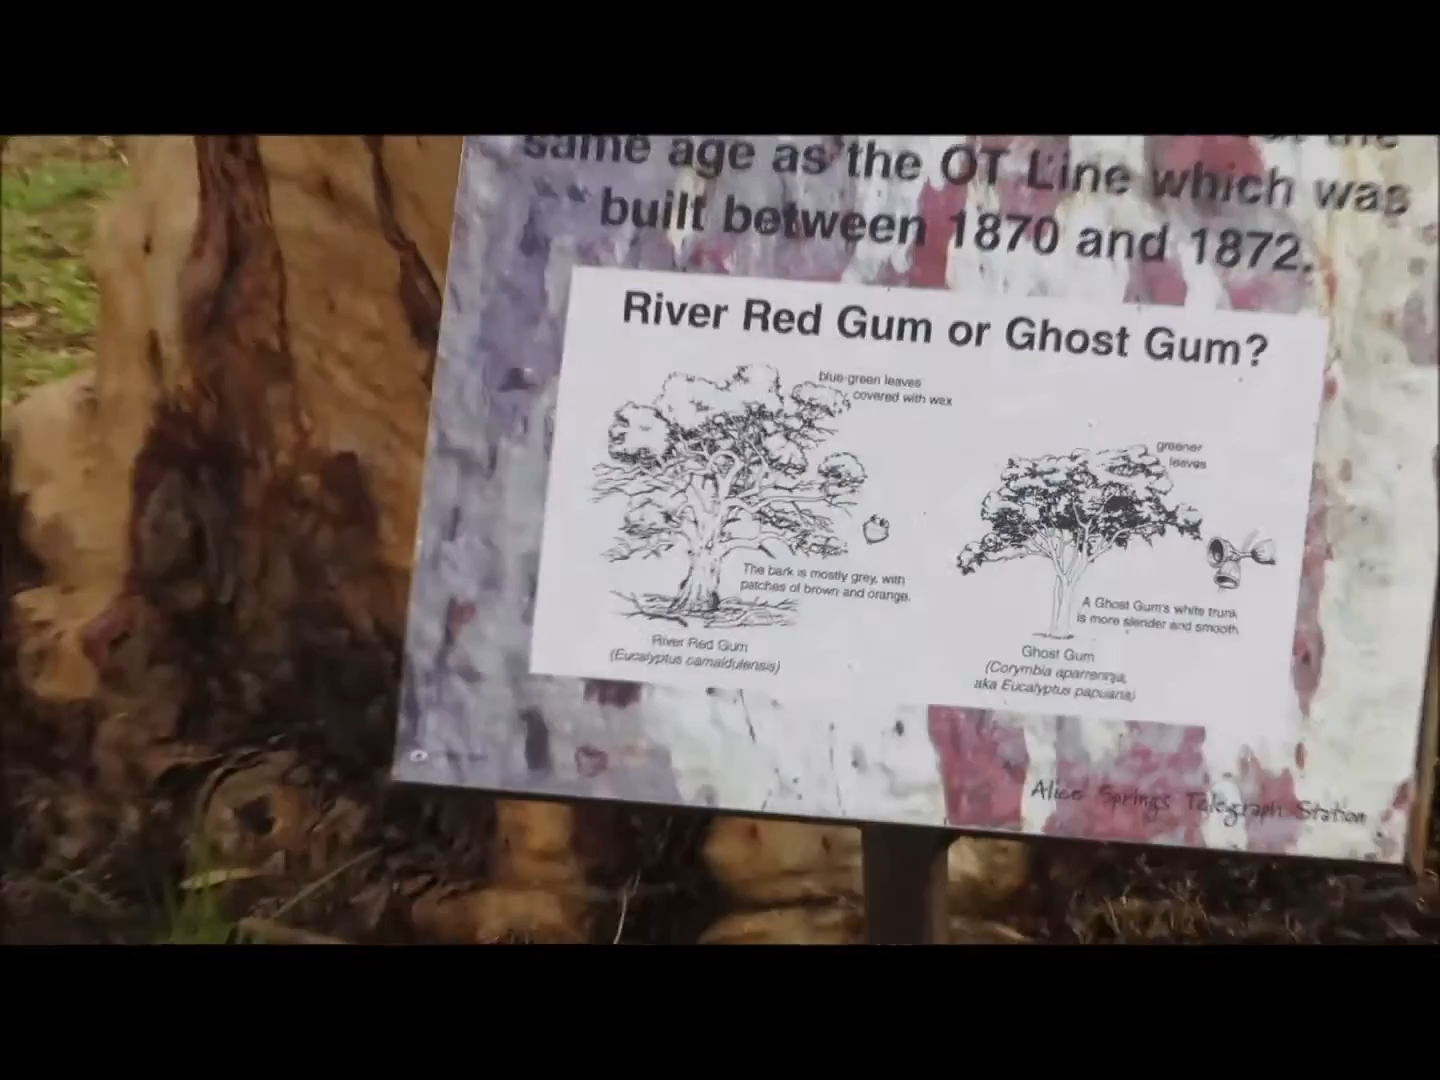 the
same age as the OT Line which was
built between 1870 and 1872.
River Red Gum or Ghost Gum?
blue-green leaves
covered with wax
greener
leaves
The bark is mostly grey, with
patches of brown and orange.
A Ghost Gum's white trunk
is more slender and smooth
River Red Gum
(Eucalyptus camaldulensis)
Ghost Gum
(Corymbia aparrerinja,
aka Eucalyptus papuana)
Alice Springs Telegraph Station